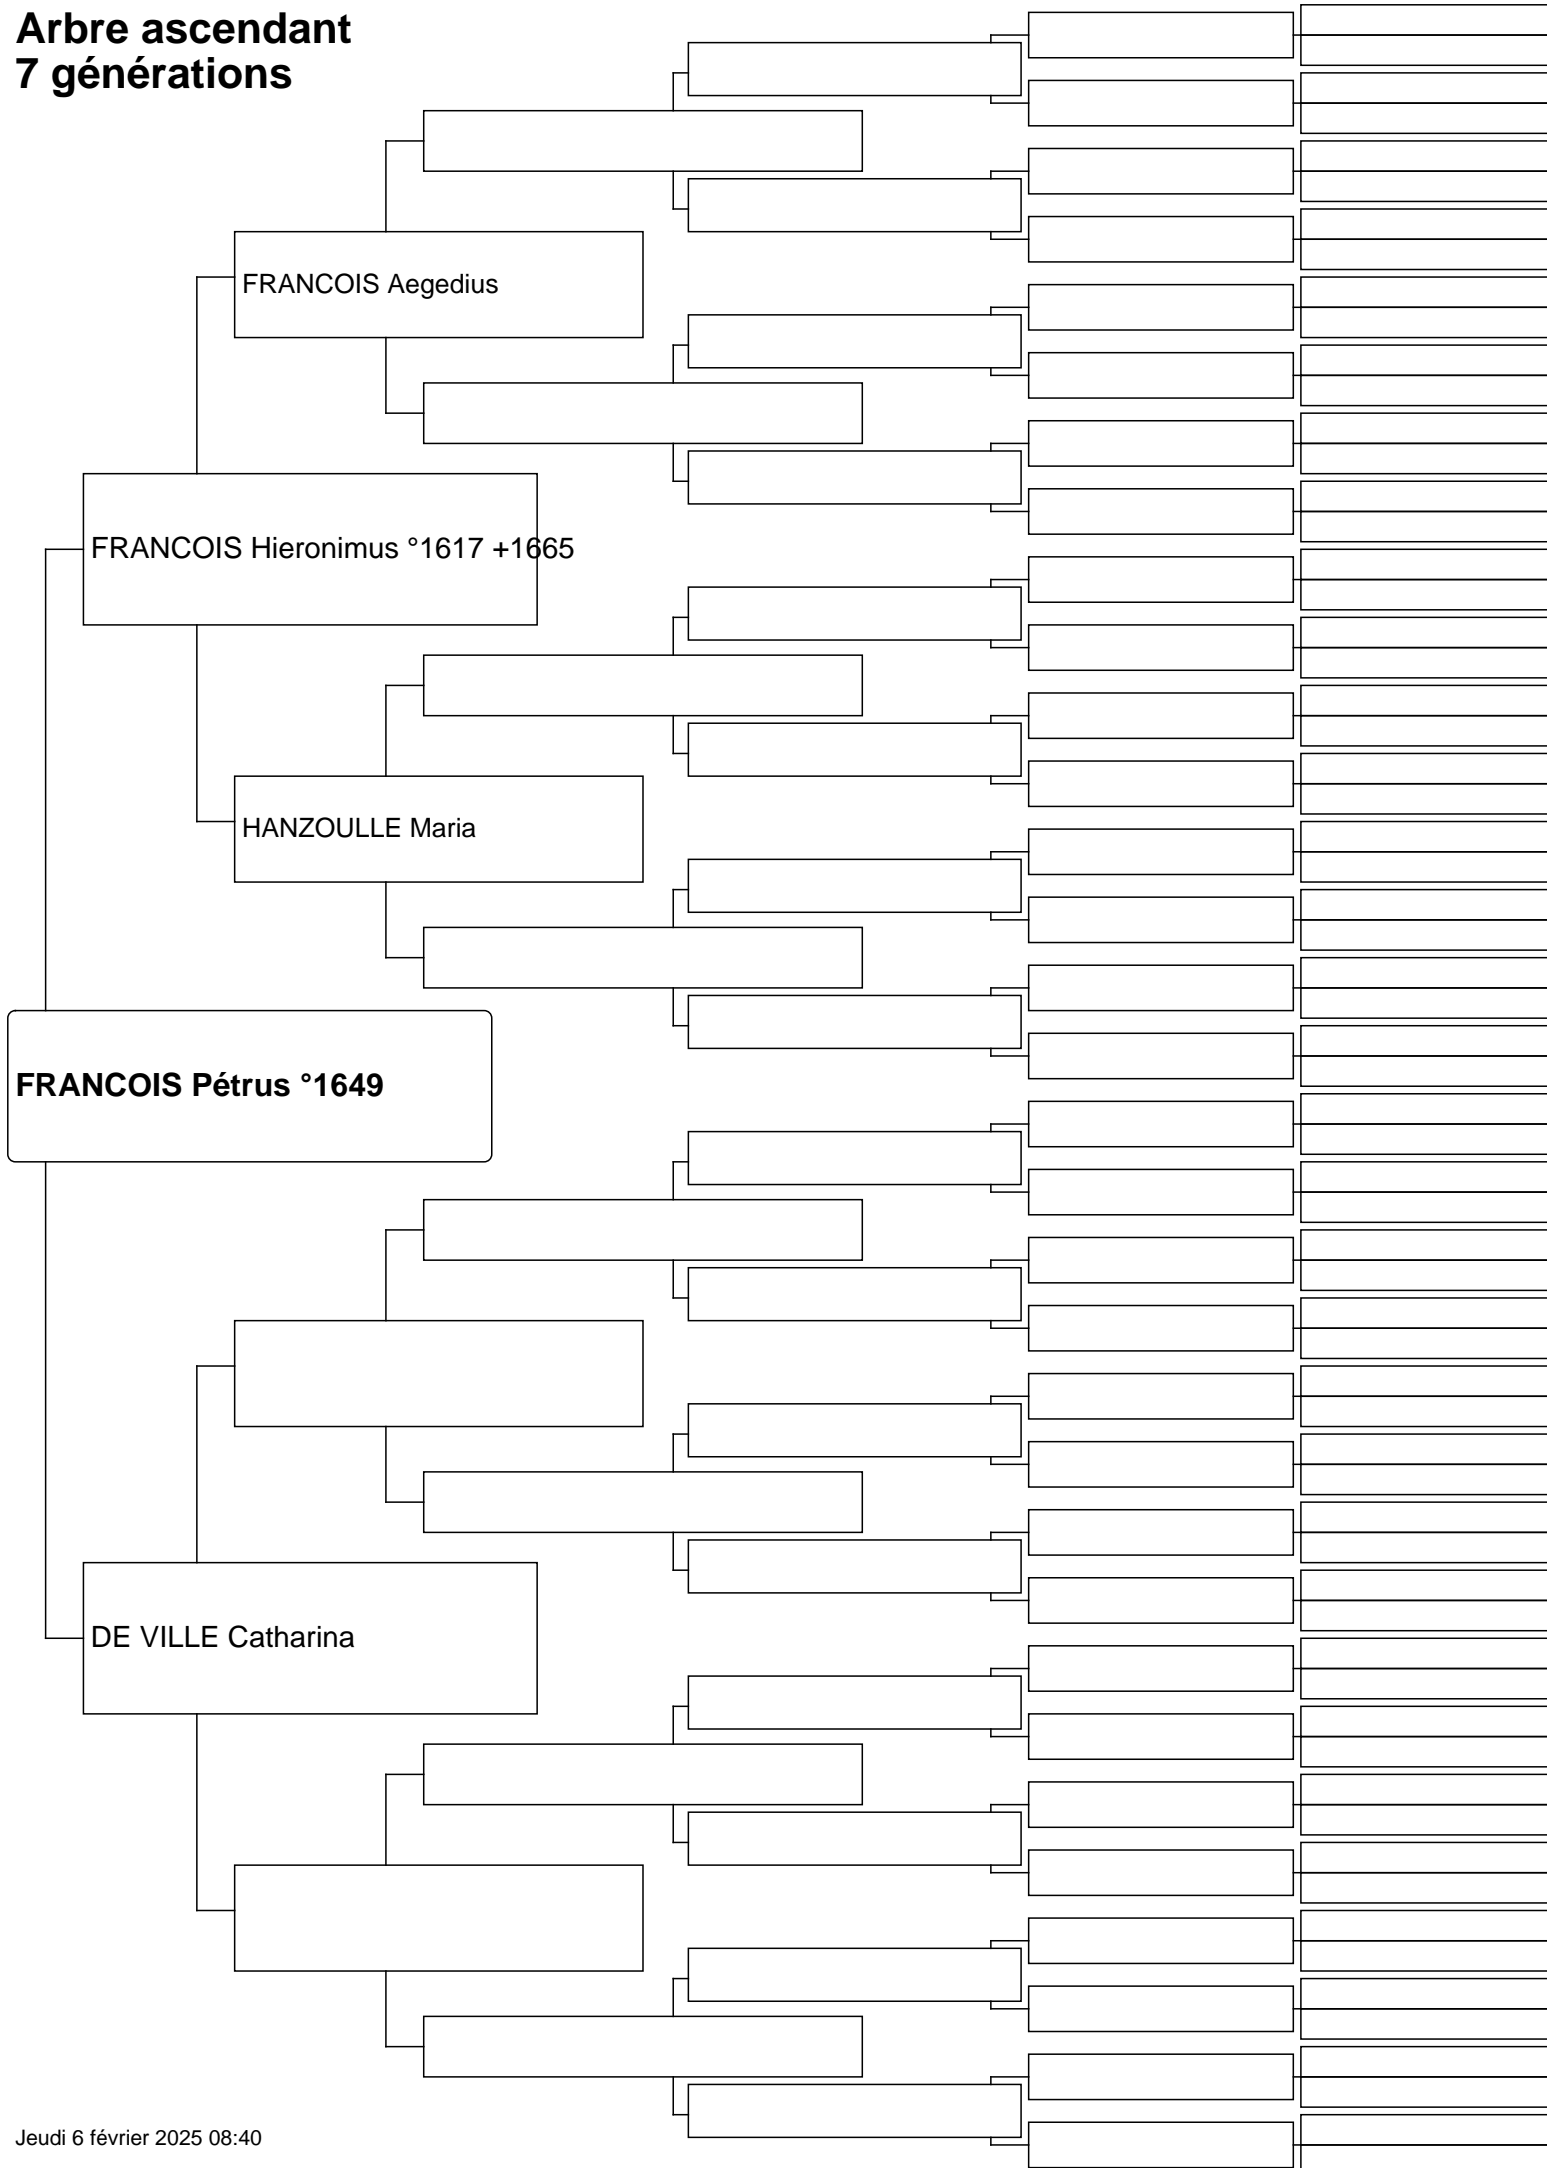 Arbre ascendant
7 générations
FRANCOIS Aegedius
FRANCOIS Hieronimus °1617 +1665
HANZOULLE Maria
FRANCOIS Pétrus °1649
DE VILLE Catharina
Jeudi 6 février 2025 08:40